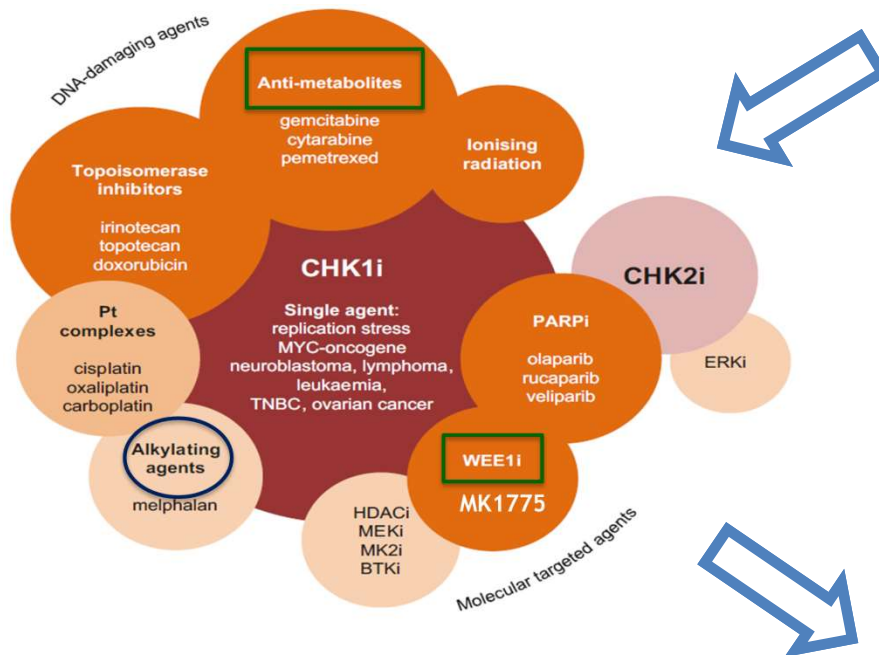 DNA-damaging agents
Anti-metabolites
gemcitabine
cytarabine
pemetrexed
Ionising
radiation
Topoisomerase
inhibitors
irinotecan
topotecan
doxorubicin
CHK1i
Single agent:
replication stress
MYC-oncogene
neuroblastoma, lymphoma,
leukaemia,
TNBC, ovarian cancer
CHK2i
Pt
complexes
cisplatin
oxaliplatin
carboplatin
PARPi
olaparib
rucaparib
veliparib
ERKi
Alkylating
agents
melphalan
WEE1i
MK1775
HDACi
MEKi
MK2i
BTKi
Molecular targeted agents